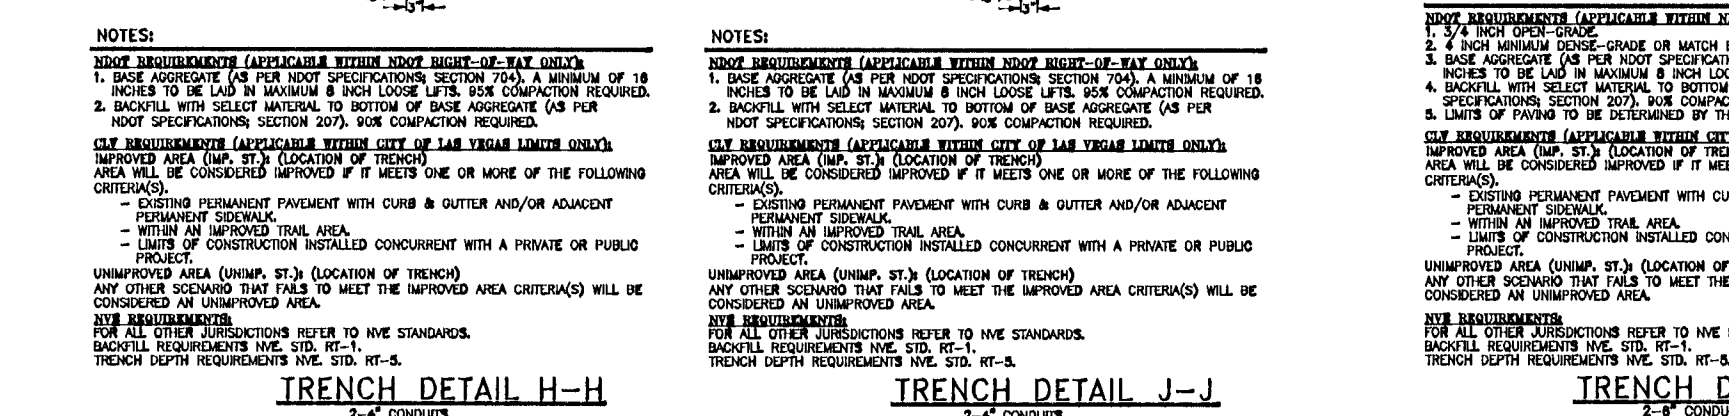 3"
NOTES:
NDOT REQUIREMENTS (APPLICABLE WITHIN NDOT RIGHT-OF-WAY ONLY):
1. BASE AGGREGATE (AS PER NDOT SPECIFICATIONS; SECTION 704). A MINIMUM OF 16
INCHES TO BE LAID IN MAXIMUM 8 INCH LOOSE LIFTS. 95% COMPACTION REQUIRED.
2. BACKFILL WITH SELECT MATERIAL TO BOTTOM OF BASE AGGREGATE (AS PER
NDOT SPECIFICATIONS; SECTION 207). 90% COMPACTION REQUIRED.
CLV REQUIREMENTS (APPLICABLE WITHIN CITY OF LAS VEGAS LIMITS ONLY):
IMPROVED AREA (IMP. ST.): (LOCATION OF TRENCH)
AREA WILL BE CONSIDERED IMPROVED IF IT MEETS ONE OR MORE OF THE FOLLOWING
CRITERIA(S).
- EXISTING PERMANENT PAVEMENT WITH CURB & GUTTER AND/OR ADJACENT
PERMANENT SIDEWALK.
- WITHIN AN IMPROVED TRAIL AREA.
- LIMITS OF CONSTRUCTION INSTALLED CONCURRENT WITH A PRIVATE OR PUBLIC
PROJECT.
UNIMPROVED AREA (UNIMP. ST.): (LOCATION OF TRENCH)
ANY OTHER SCENARIO THAT FAILS TO MEET THE IMPROVED AREA CRITERIA(S) WILL BE
CONSIDERED AN UNIMPROVED AREA.
NVE REQUIREMENTS:
FOR ALL OTHER JURISDICTIONS REFER TO NVE STANDARDS.
BACKFILL REQUIREMENTS NVE. STD. RT-1.
TRENCH DEPTH REQUIREMENTS NVE. STD. RT-5.
TRENCH DETAIL H-H
2-4" CONDUITS
3"
NOTES:
NDOT REQUIREMENTS (APPLICABLE WITHIN NDOT RIGHT-OF-WAY ONLY):
1. BASE AGGREGATE (AS PER NDOT SPECIFICATIONS; SECTION 704). A MINIMUM OF 16
INCHES TO BE LAID IN MAXIMUM 8 INCH LOOSE LIFTS. 95% COMPACTION REQUIRED.
2. BACKFILL WITH SELECT MATERIAL TO BOTTOM OF BASE AGGREGATE (AS PER
NDOT SPECIFICATIONS; SECTION 207). 90% COMPACTION REQUIRED.
CLV REQUIREMENTS (APPLICABLE WITHIN CITY OF LAS VEGAS LIMITS ONLY):
IMPROVED AREA (IMP. ST.): (LOCATION OF TRENCH)
AREA WILL BE CONSIDERED IMPROVED IF IT MEETS ONE OR MORE OF THE FOLLOWING
CRITERIA(S).
- EXISTING PERMANENT PAVEMENT WITH CURB & GUTTER AND/OR ADJACENT
PERMANENT SIDEWALK.
- WITHIN AN IMPROVED TRAIL AREA.
- LIMITS OF CONSTRUCTION INSTALLED CONCURRENT WITH A PRIVATE OR PUBLIC
PROJECT.
UNIMPROVED AREA (UNIMP. ST.): (LOCATION OF TRENCH)
ANY OTHER SCENARIO THAT FAILS TO MEET THE IMPROVED AREA CRITERIA(S) WILL BE
CONSIDERED AN UNIMPROVED AREA.
NVE REQUIREMENTS:
FOR ALL OTHER JURISDICTIONS REFER TO NVE STANDARDS.
BACKFILL REQUIREMENTS NVE. STD. RT-1.
TRENCH DEPTH REQUIREMENTS NVE. STD. RT-5.
TRENCH DETAIL J-J
CONDUITS
NDOT REQUIREMENTS (APPLICABLE WITHIN
1. 3/4 INCH OPEN-GRADE.
2. 4 INCH MINIMUM DENSE-GRADE OR MATCH
3. BASE AGGREGATE (AS PER NDOT
INCHES TO BE LAID IN MAXIMUM 8 INCH
4. BACKFILL WITH SELECT MATERIAL TO BOTTOM
SPECIFICATIONS; SECTION 207). 90%
5. LIMITS OF PAVING TO BE DETERMINED BY
CLV REQUIREMENTS (APPLICABLE WITHIN
IMPROVED AREA (IMP. ST.): (LOCATION OF
AREA WILL BE CONSIDERED IMPROVED IF IT
CRITERIA(S).
- EXISTING PERMANENT PAVEMENT WITH
PERMANENT SIDEWALK.
- WITHIN AN IMPROVED TRAIL AREA.
- LIMITS OF CONSTRUCTION INSTALLED
PROJECT.
UNIMPROVED AREA (UNIMP. ST.): (LOCATION OF
ANY OTHER SCENARIO THAT FAILS TO MEET THE
CONSIDERED AN UNIMPROVED AREA.
NVE REQUIREMENTS:
FOR ALL OTHER JURISDICTIONS REFER TO NVE
BACKFILL REQUIREMENTS NVE. STD. RT-1.
TRENCH DEPTH REQUIREMENTS NVE. STD. RT-5.
TRENCH
2-6"